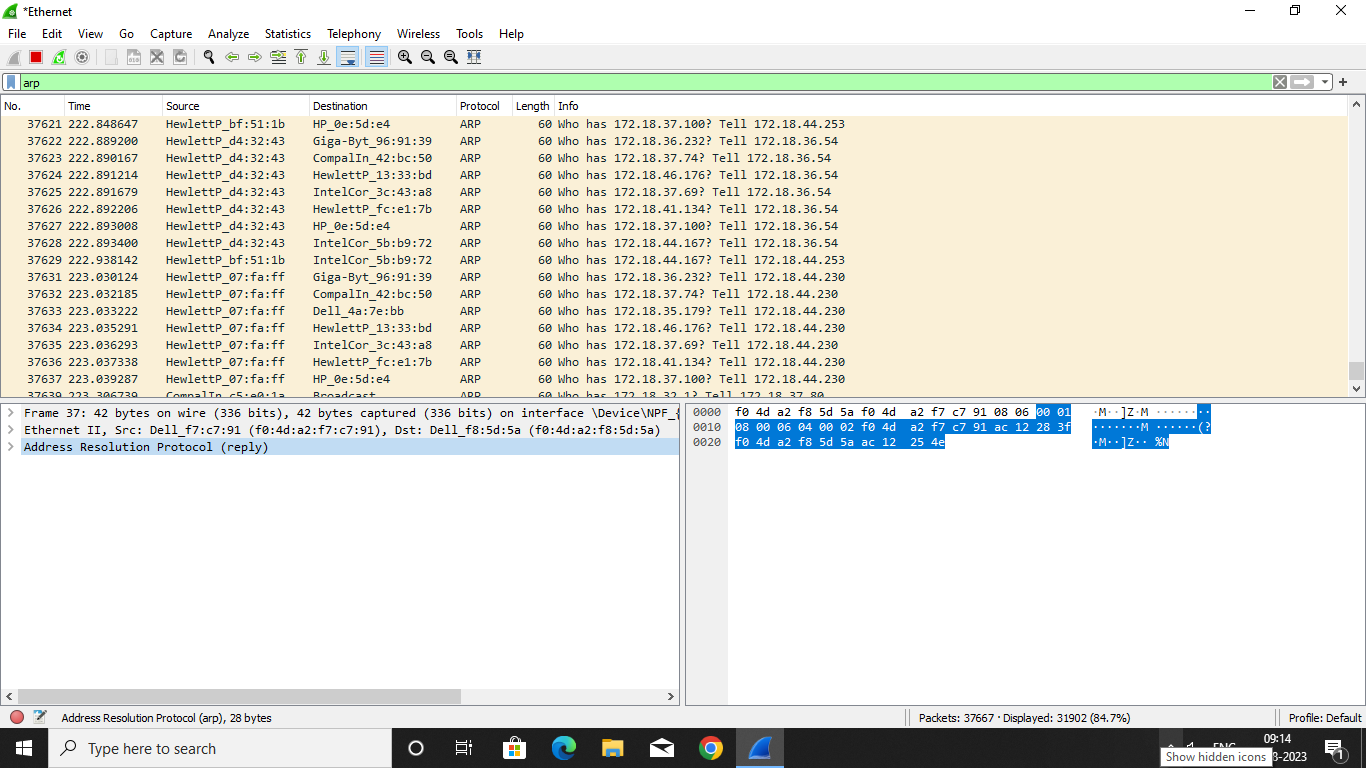 *Ethernet
File Edit View Go Capture Analyze Statistics Telephony Wireless Tools Help
arp
No. Time Source Destination Protocol Length Info
37621 222.848647 HewlettP_bf:51:1b HP_0e:5d:e4 ARP 60 Who has 172.18.37.100? Tell 172.18.44.253
37622 222.889200 HewlettP_d4:32:43 Giga-Byt_96:91:39 ARP 60 Who has 172.18.36.232? Tell 172.18.36.54
37623 222.890167 HewlettP_d4:32:43 CompalIn_42:bc:50 ARP 60 Who has 172.18.37.74? Tell 172.18.36.54
37624 222.891214 HewlettP_d4:32:43 HewlettP_13:33:bd ARP 60 Who has 172.18.46.176? Tell 172.18.36.54
37625 222.891679 HewlettP_d4:32:43 IntelCor_3c:43:a8 ARP 60 Who has 172.18.37.69? Tell 172.18.36.54
37626 222.892206 HewlettP_d4:32:43 HewlettP_fc:e1:7b ARP 60 Who has 172.18.41.134? Tell 172.18.36.54
37627 222.893008 HewlettP_d4:32:43 HP_0e:5d:e4 ARP 60 Who has 172.18.37.100? Tell 172.18.36.54
37628 222.893400 HewlettP_d4:32:43 IntelCor_5b:b9:72 ARP 60 Who has 172.18.44.167? Tell 172.18.36.54
37629 222.938142 HewlettP_bf:51:1b IntelCor_5b:b9:72 ARP 60 Who has 172.18.44.167? Tell 172.18.44.253
37631 223.030124 HewlettP_07:fa:ff Giga-Byt_96:91:39 ARP 60 Who has 172.18.36.232? Tell 172.18.44.230
37632 223.032185 HewlettP_07:fa:ff CompalIn_42:bc:50 ARP 60 Who has 172.18.37.74? Tell 172.18.44.230
37633 223.033222 HewlettP_07:fa:ff Dell_4a:7e:bb ARP 60 Who has 172.18.35.179? Tell 172.18.44.230
37634 223.035291 HewlettP_07:fa:ff HewlettP_13:33:bd ARP 60 Who has 172.18.46.176? Tell 172.18.44.230
37635 223.036293 HewlettP_07:fa:ff IntelCor_3c:43:a8 ARP 60 Who has 172.18.37.69? Tell 172.18.44.230
37636 223.037338 HewlettP_07:fa:ff HewlettP_fc:e1:7b ARP 60 Who has 172.18.41.134? Tell 172.18.44.230
37637 223.039287 HewlettP_07:fa:ff HP_0e:5d:e4 ARP 60 Who has 172.18.37.100? Tell 172.18.44.230
37639 223.306739 CompalIn_c5:e0:1a Broadcast ARP 60 Who has 172.18.32.1? Tell 172.18.37.80
Frame 37: 42 bytes on wire (336 bits), 42 bytes captured (336 bits) on interface \Device\NPF_{
Ethernet II, Src: Dell_f7:c7:91 (f0:4d:a2:f7:c7:91), Dst: Dell_f8:5d:5a (f0:4d:a2:f8:5d:5a)
Address Resolution Protocol (reply)
0000 f0 4d a2 f8 5d 5a f0 4d a2 f7 c7 91 08 06 00 01 ·M··]Z·M ········
0010 08 00 06 04 00 02 f0 4d a2 f7 c7 91 ac 12 28 3f ·······M ······(?
0020 f0 4d a2 f8 5d 5a ac 12 25 4e ·M··]Z·· %N
Address Resolution Protocol (arp), 28 bytes
Packets: 37667 · Displayed: 31902 (84.7%)
Profile: Default
Type here to search
ENG
09:14
3-2023
1
Show hidden icons